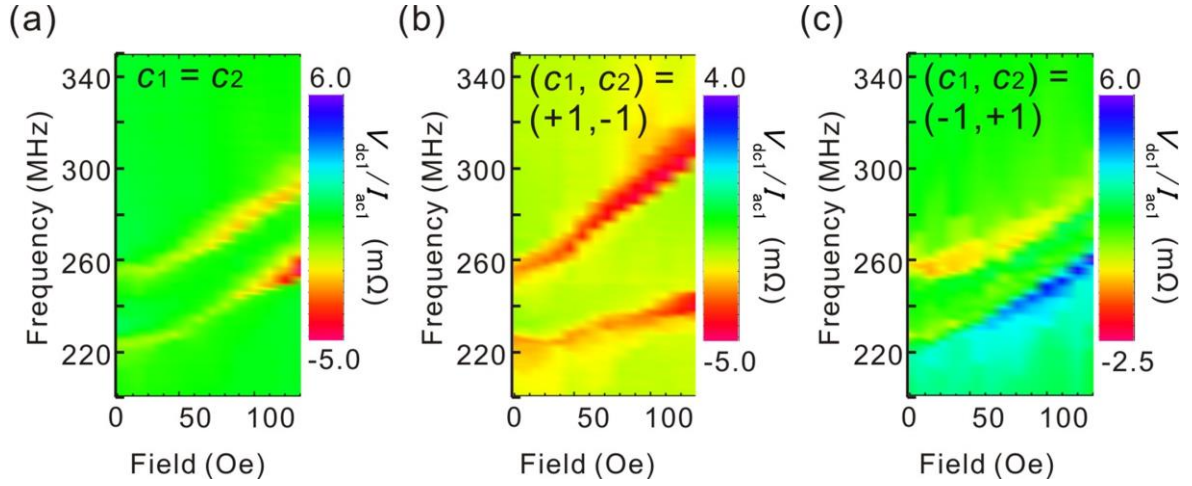 (a)
c1 = c2
6.0
-5.0
Vdc1/Iac1 (mΩ)
Frequency (MHz)
340
300
260
220
0 50 100
Field (Oe)
(b)
(c1, c2) =
(+1,-1)
4.0
-5.0
Vdc1/Iac1 (mΩ)
Frequency (MHz)
340
300
260
220
0 50 100
Field (Oe)
(c)
(c1, c2) =
(-1,+1)
6.0
-2.5
Vdc1/Iac1 (mΩ)
Frequency (MHz)
340
300
260
220
0 50 100
Field (Oe)